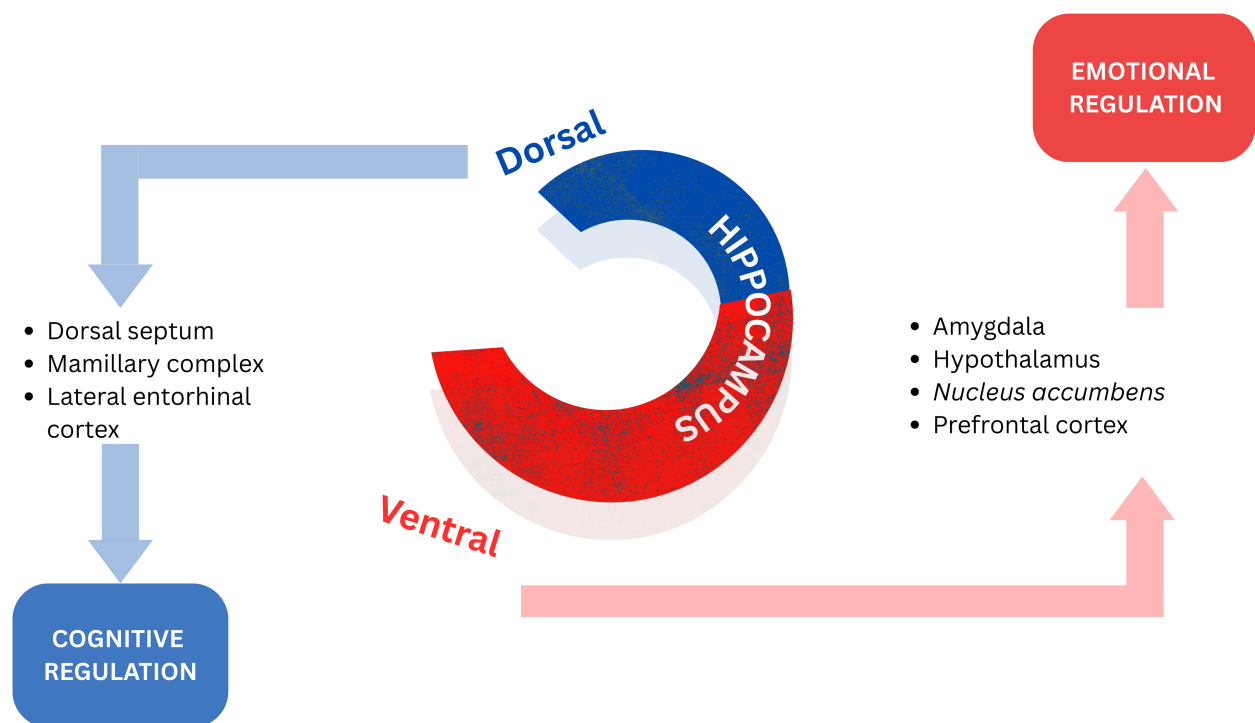 EMOTIONAL
REGULATION
Dorsal
HIPPOCAMPUS
• Dorsal septum
• Mamillary complex
• Lateral entorhinal
cortex
• Amygdala
• Hypothalamus
• Nucleus accumbens
• Prefrontal cortex
Ventral
COGNITIVE
REGULATION